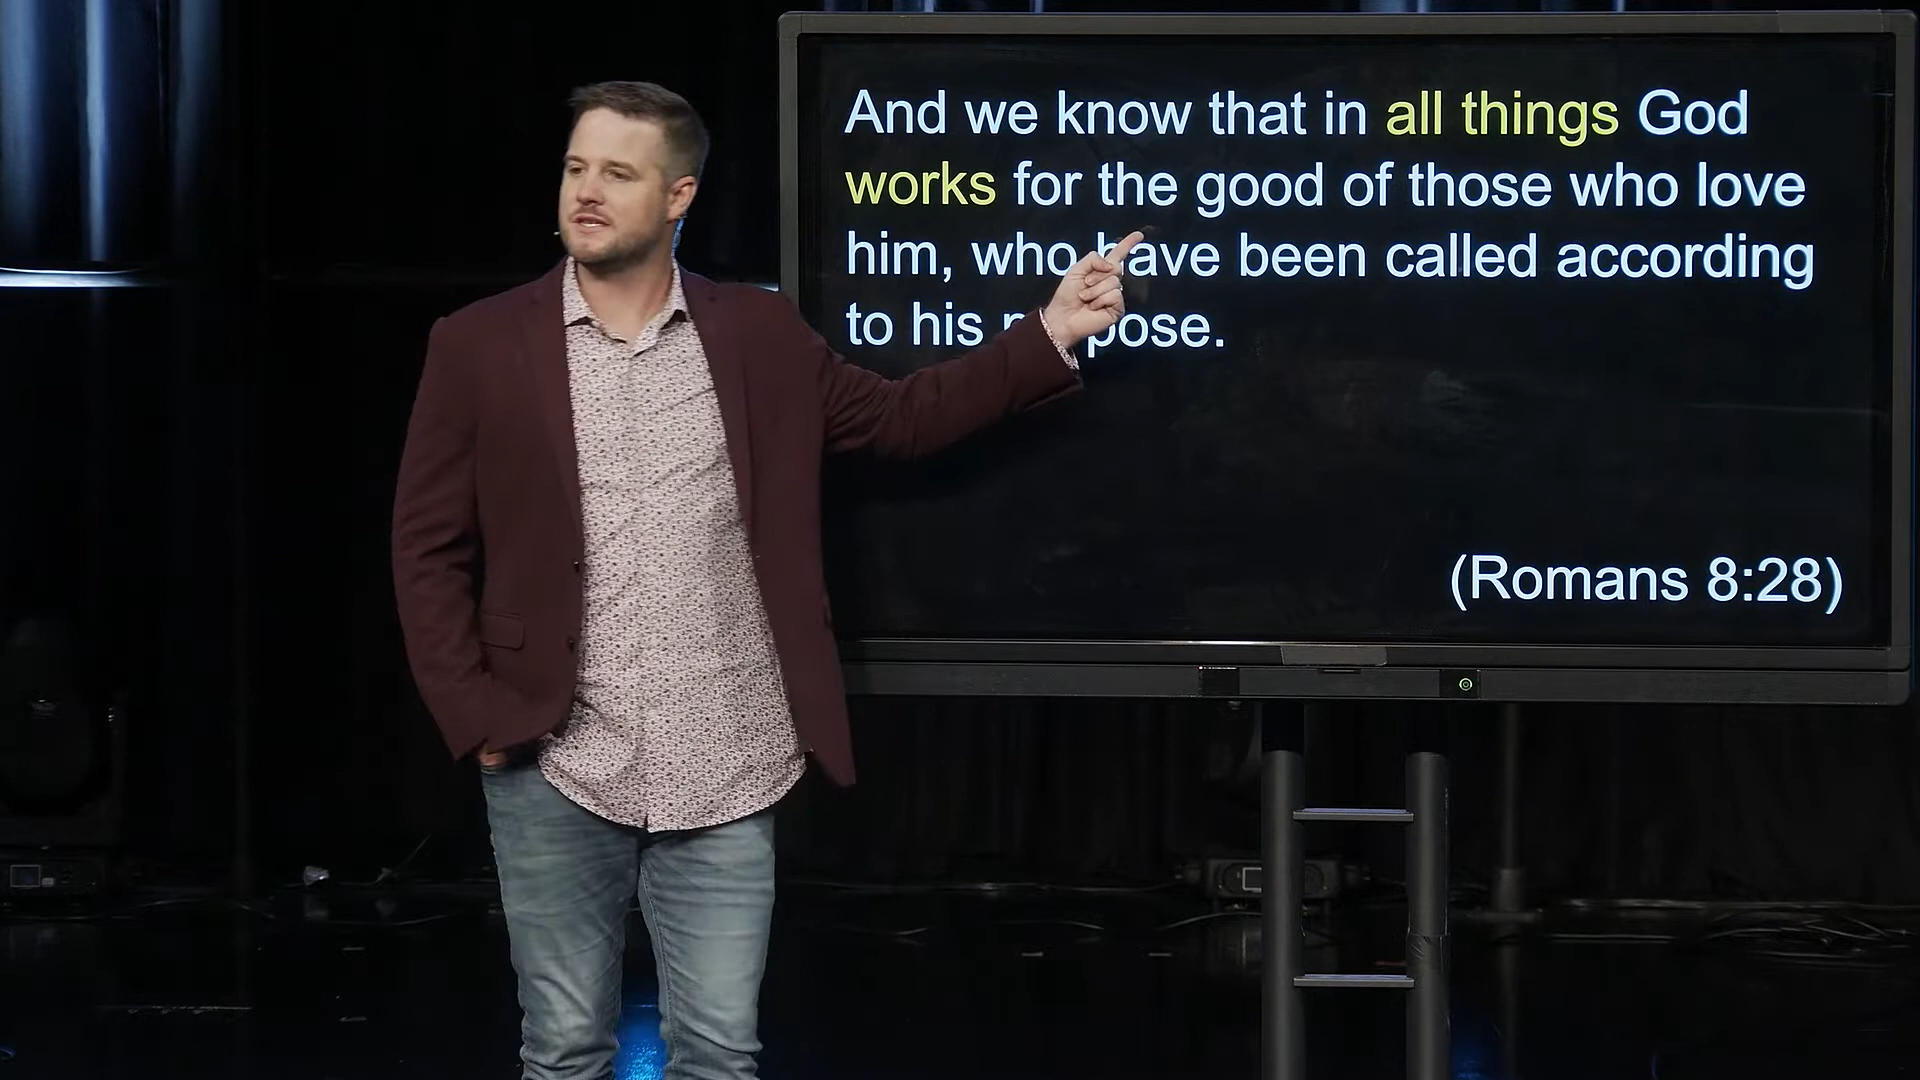 And we know that in all things God
works for the good of those who love
him, who have been called according
to his purpose.
(Romans 8:28)